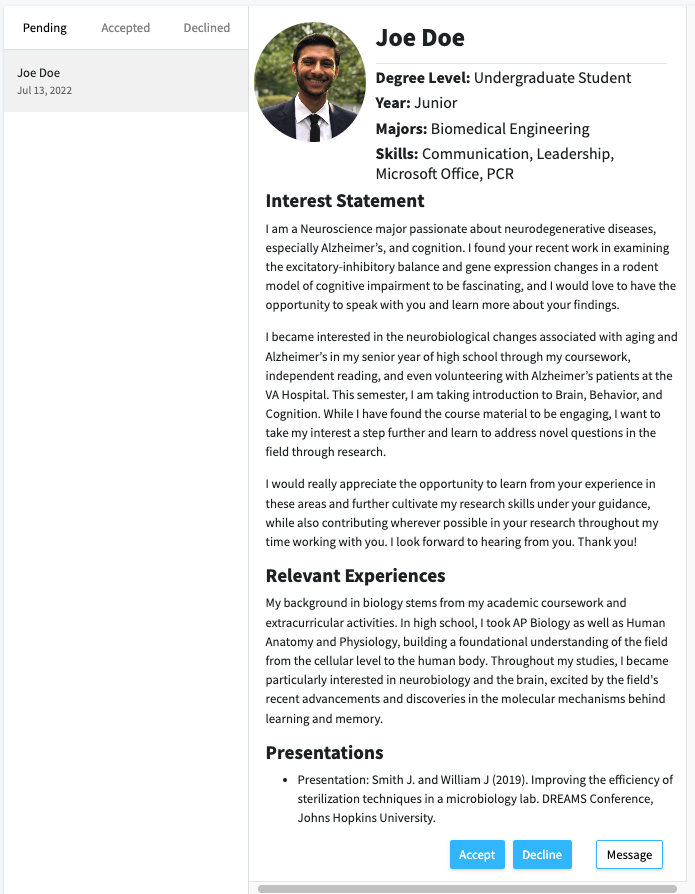 Pending Accepted Declined
Joe Doe
Jul 13, 2022
Joe Doe
Degree Level: Undergraduate Student
Year: Junior
Majors: Biomedical Engineering
Skills: Communication, Leadership,
Microsoft Office, PCR
Interest Statement
I am a Neuroscience major passionate about neurodegenerative diseases,
especially Alzheimer's, and cognition. I found your recent work in examining
the excitatory-inhibitory balance and gene expression changes in a rodent
model of cognitive impairment to be fascinating, and I would love to have the
opportunity to speak with you and learn more about your findings.
I became interested in the neurobiological changes associated with aging and
Alzheimer's in my senior year of high school through my coursework,
independent reading, and even volunteering with Alzheimer's patients at the
VA Hospital. This semester, I am taking introduction to Brain, Behavior, and
Cognition. While I have found the course material to be engaging, I want to
take my interest a step further and learn to address novel questions in the
field through research.
I would really appreciate the opportunity to learn from your experience in
these areas and further cultivate my research skills under your guidance,
while also contributing wherever possible in your research throughout my
time working with you. I look forward to hearing from you. Thank you!
Relevant Experiences
My background in biology stems from my academic coursework and
extracurricular activities. In high school, I took AP Biology as well as Human
Anatomy and Physiology, building a foundational understanding of the field
from the cellular level to the human body. Throughout my studies, I became
particularly interested in neurobiology and the brain, excited by the field's
recent advancements and discoveries in the molecular mechanisms behind
learning and memory.
Presentations
• Presentation: Smith J. and William J (2019). Improving the efficiency of
sterilization techniques in a microbiology lab. DREAMS Conference,
Johns Hopkins University.
Accept Decline Message